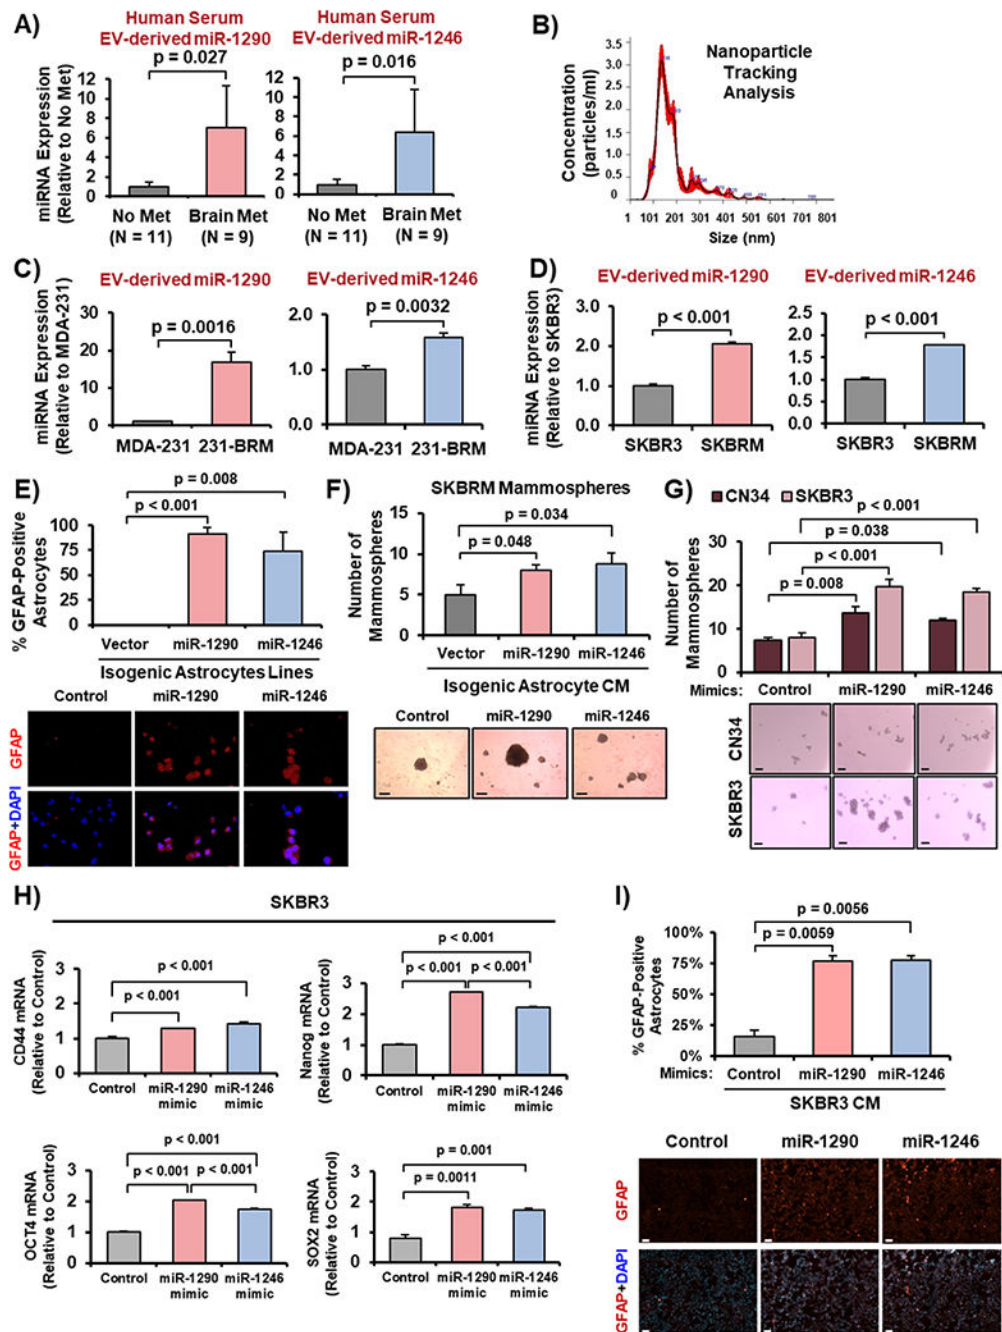 A)
Human Serum
EV-derived miR-1290
Human Serum
EV-derived miR-1246
p = 0.027
p = 0.016
miRNA Expression
(Relative to No Met)
12
10
8
6
4
2
0
12
10
8
6
4
2
0
No Met
(N = 11)
Brain Met
(N = 9)
No Met
(N = 11)
Brain Met
(N = 9)
B)
Nanoparticle
Tracking
Analysis
Concentration
(particles/ml)
3.5
3.0
2.5
2.0
1.5
1.0
0.5
0
1 101 201 301 401 501 601 701 801
Size (nm)
C)
EV-derived miR-1290
EV-derived miR-1246
p = 0.0016
p = 0.0032
miRNA Expression
(Relative to MDA-231)
30
20
10
0
2.0
1.0
0.0
MDA-231 231-BRM
MDA-231 231-BRM
D)
EV-derived miR-1290
EV-derived miR-1246
p < 0.001
p < 0.001
miRNA Expression
(Relative to SKBR3)
3.0
2.0
1.0
0.0
2.5
2.0
1.5
1.0
0.5
0.0
SKBR3 SKBRM
SKBR3 SKBRM
E)
p = 0.008
p < 0.001
% GFAP-Positive
Astrocytes
100
75
50
25
0
Vector miR-1290 miR-1246
Isogenic Astrocytes Lines
Control miR-1290 miR-1246
GFAP
GFAP+DAPI
F)
SKBRM Mammospheres
p = 0.034
p = 0.048
Number of
Mammospheres
15
10
5
0
Vector miR-1290 miR-1246
Isogenic Astrocyte CM
Control miR-1290 miR-1246
G)
CN34 SKBR3
p < 0.001
p = 0.038
p < 0.001
p = 0.008
Number of
Mammospheres
30
20
10
0
Mimics: Control miR-1290 miR-1246
CN34
SKBR3
H)
SKBR3
p < 0.001
p < 0.001
CD44 mRNA
(Relative to Control)
3
2
1
0
Control miR-1290 mimic miR-1246 mimic
p < 0.001
p < 0.001 p < 0.001
Nanog mRNA
(Relative to Control)
3
2
1
0
Control miR-1290 mimic miR-1246 mimic
p < 0.001
p < 0.001 p < 0.001
OCT4 mRNA
(Relative to Control)
3
2
1
0
Control miR-1290 mimic miR-1246 mimic
p = 0.001
p = 0.0011
SOX2 mRNA
(Relative to Control)
3
2
1
0
Control miR-1290 mimic miR-1246 mimic
I)
p = 0.0056
p = 0.0059
% GFAP-Positive
Astrocytes
100%
75%
50%
25%
0%
Mimics: Control miR-1290 miR-1246
SKBR3 CM
Control miR-1290 miR-1246
GFAP
GFAP+DAPI